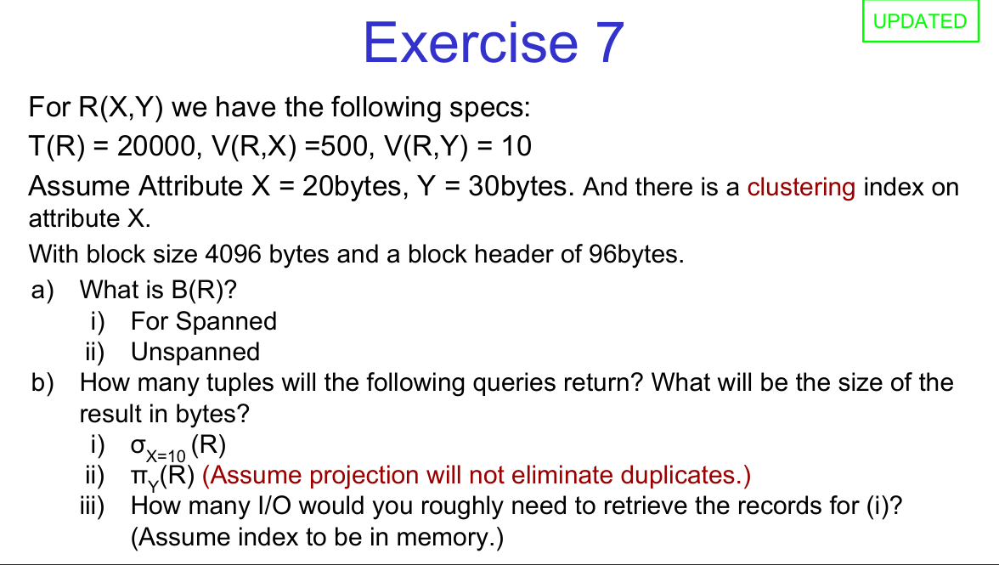 UPDATED
Exercise 7
For R(X,Y) we have the following specs:
T(R) = 20000, V(R,X) =500, V(R,Y) = 10
Assume Attribute X = 20bytes, Y = 30bytes. And there is a clustering index on
attribute X.
With block size 4096 bytes and a block header of 96bytes.
a) What is B(R)?
i) For Spanned
ii) Unspanned
b) How many tuples will the following queries return? What will be the size of the
result in bytes?
i) σX=10 (R)
ii) πY(R) (Assume projection will not eliminate duplicates.)
iii) How many I/O would you roughly need to retrieve the records for (i)?
(Assume index to be in memory.)